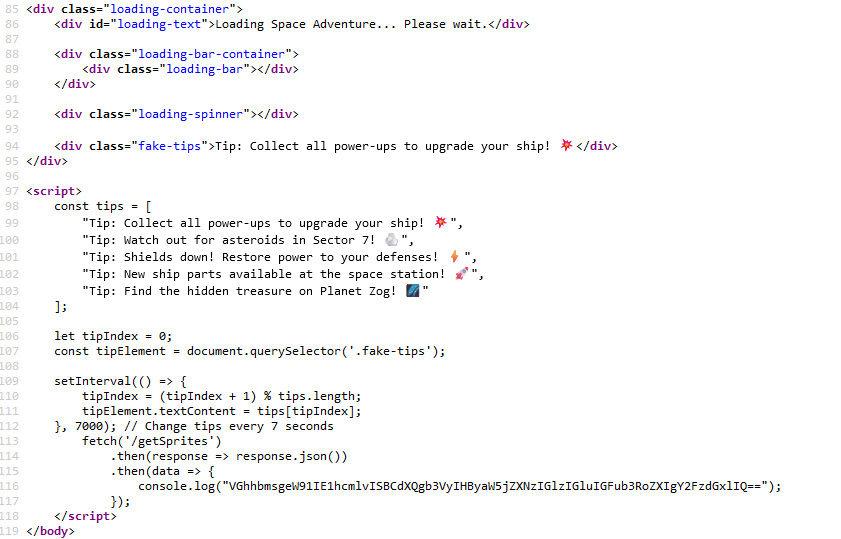 85 <div class="loading-container">
86     <div id="loading-text">Loading Space Adventure... Please wait.</div>
87
88     <div class="loading-bar-container">
89         <div class="loading-bar"></div>
90     </div>
91
92     <div class="loading-spinner"></div>
93
94     <div class="fake-tips">Tip: Collect all power-ups to upgrade your ship! 💥</div>
95 </div>
96
97 <script>
98     const tips = [
99         "Tip: Collect all power-ups to upgrade your ship! 💥",
100         "Tip: Watch out for asteroids in Sector 7! 🪨",
101         "Tip: Shields down! Restore power to your defenses! ⚡",
102         "Tip: New ship parts available at the space station! 🚀",
103         "Tip: Find the hidden treasure on Planet Zog! 🌌"
104     ];
105
106     let tipIndex = 0;
107     const tipElement = document.querySelector('.fake-tips');
108
109     setInterval(() => {
110         tipIndex = (tipIndex + 1) % tips.length;
111         tipElement.textContent = tips[tipIndex];
112     }, 7000); // Change tips every 7 seconds
113         fetch('/getSprites')
114             .then(response => response.json())
115             .then(data => {
116                 console.log("VGhhbmsgeW91IE1hcmlvISBCdXQgb3VyIHByaW5jZXNzIGlzIGluIGFub3RoZXIgY2FzdGxlIQ==");
117             });
118     </script>
119 </body>